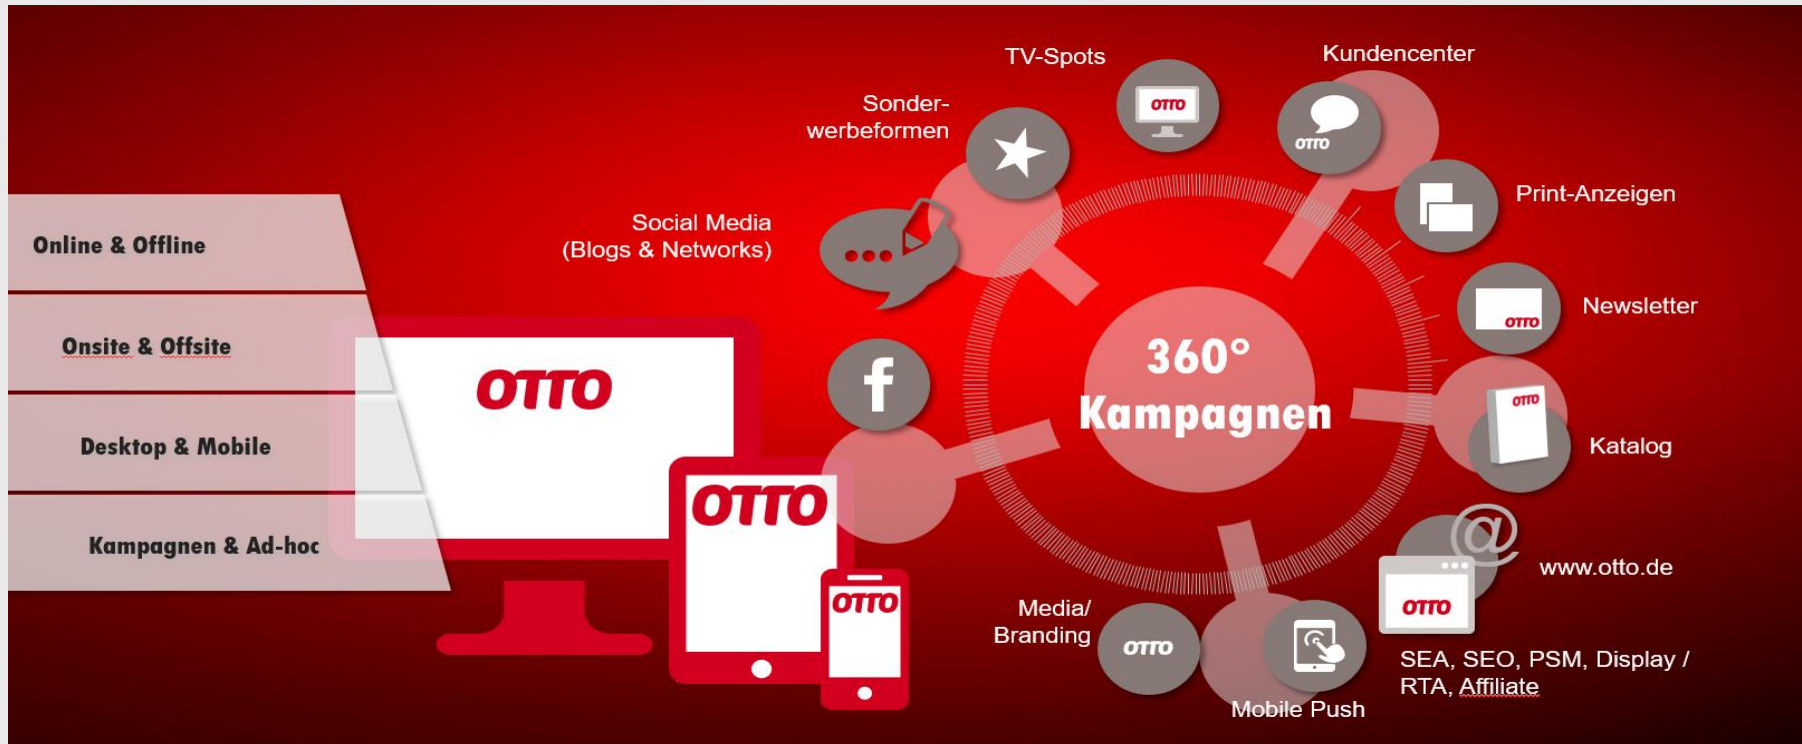 Online & Offline
Onsite & Offsite
Desktop & Mobile
Kampagnen & Ad-hoc
OTTO
OTTO
OTTO
TV-Spots
OTTO
Kundencenter
OTTO
Sonder-
werbeformen
Social Media
(Blogs & Networks)
f
Print-Anzeigen
Newsletter
OTTO
360°
Kampagnen
OTTO
Katalog
@
www.otto.de
OTTO
SEA, SEO, PSM, Display /
RTA, Affiliate
Media/
Branding
OTTO
Mobile Push